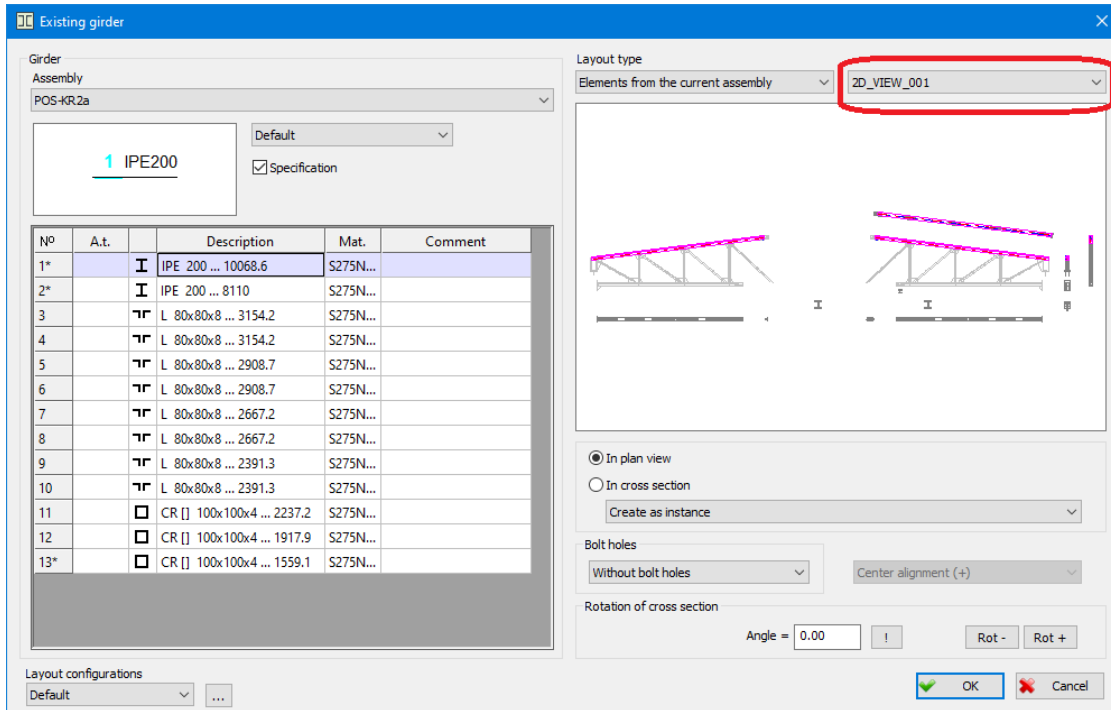 Existing girder
Girder
Assembly
POS-KR2a
1 IPE200
Default
Specification
Nº A.t. Description Mat. Comment
1* IPE 200 ... 10068.6 S275N...
2* IPE 200 ... 8110 S275N...
3 L 80x80x8 ... 3154.2 S275N...
4 L 80x80x8 ... 3154.2 S275N...
5 L 80x80x8 ... 2908.7 S275N...
6 L 80x80x8 ... 2908.7 S275N...
7 L 80x80x8 ... 2667.2 S275N...
8 L 80x80x8 ... 2667.2 S275N...
9 L 80x80x8 ... 2391.3 S275N...
10 L 80x80x8 ... 2391.3 S275N...
11 CR [] 100x100x4 ... 2237.2 S275N...
12 CR [] 100x100x4 ... 1917.9 S275N...
13* CR [] 100x100x4 ... 1559.1 S275N...
Layout configurations
Default ...
Layout type
Elements from the current assembly 2D_VIEW_001
In plan view
In cross section
Create as instance
Bolt holes
Without bolt holes Center alignment (+)
Rotation of cross section
Angle = 0.00 ! Rot - Rot +
OK Cancel